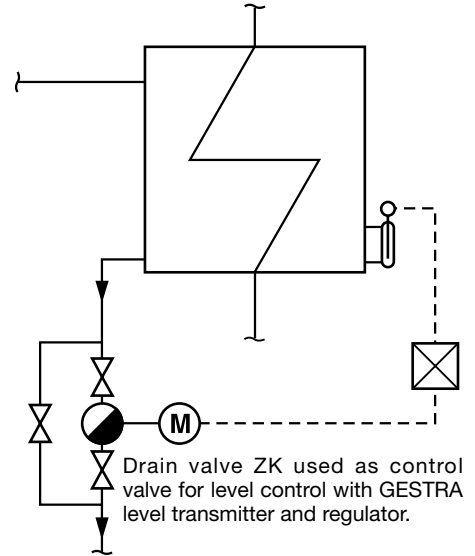 M
Drain valve ZK used as control
valve for level control with GESTRA
level transmitter and regulator.